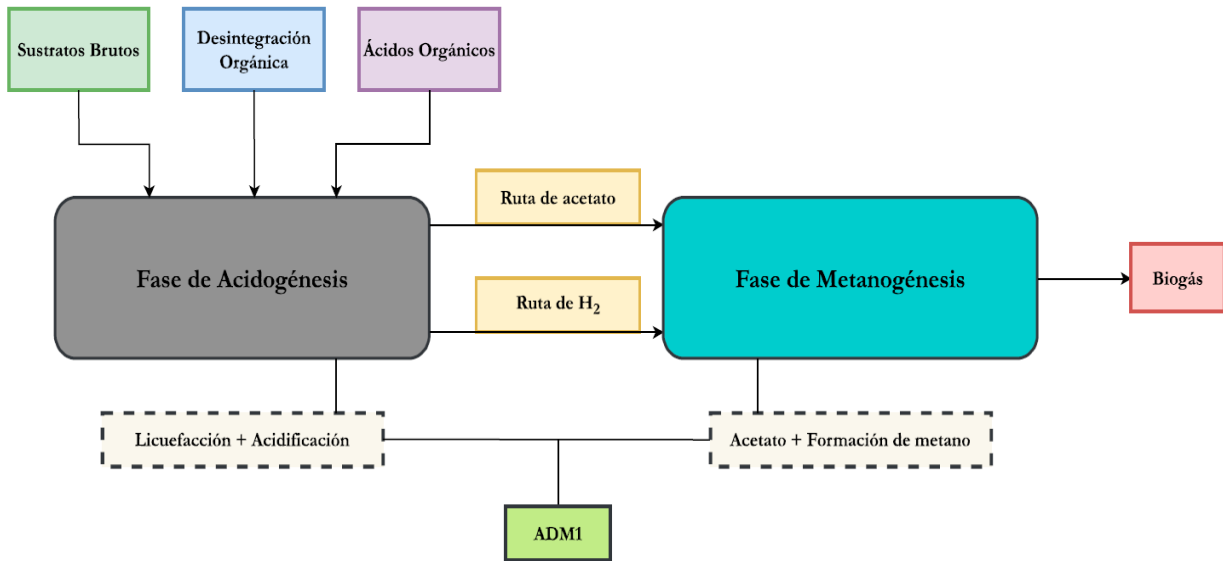 Sustratos Brutos
Desintegración
Orgánica
Ácidos Orgánicos
Ruta de acetato
Fase de Acidogénesis
Fase de Metanogénesis
Biogás
Ruta de H₂
Licuefacción + Acidificación
Acetato + Formación de metano
ADM1